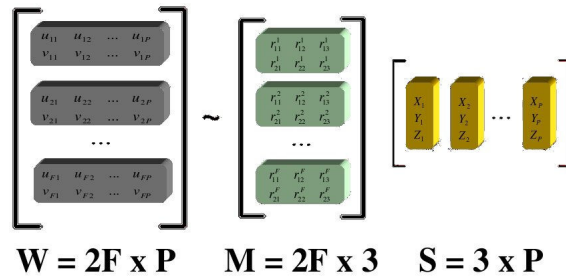 u₁₁ u₁₂ ... u₁P
v₁₁ v₁₂ ... v₁P
u₂₁ u₂₂ ... u₂P
v₂₁ v₂₂ ... v₂P
...
uF₁ uF₂ ... uFP
vF₁ vF₂ ... vFP
~
r¹₁₁ r¹₁₂ r¹₁₃
r¹₂₁ r¹₂₂ r¹₂₃
r²₁₁ r²₁₂ r²₁₃
r²₂₁ r²₂₂ r²₂₃
...
rF₁₁ rF₁₂ rF₁₃
rF₂₁ rF₂₂ rF₂₃
X₁ X₂ ... XP
Y₁ Y₂ YP
Z₁ Z₂ ZP
W = 2F x P M = 2F x 3 S = 3 x P